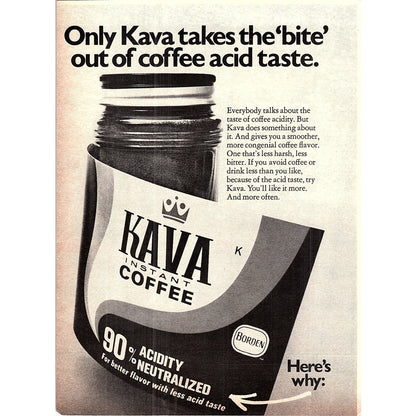 Only Kava takes the 'bite'
out of coffee acid taste.
Everybody talks about the
taste of coffee acidity. But
Kava does something about
it. And gives you a smoother,
more congenial coffee flavor.
One that's less harsh, less
bitter. If you avoid coffee or
drink less than you like,
because of the acid taste, try
Kava. You'll like it more.
And more often.
KAVA
K
INSTANT
COFFEE
BORDEN
90% ACIDITY
NEUTRALIZED
For better flavor with less acid taste
Here's
why: